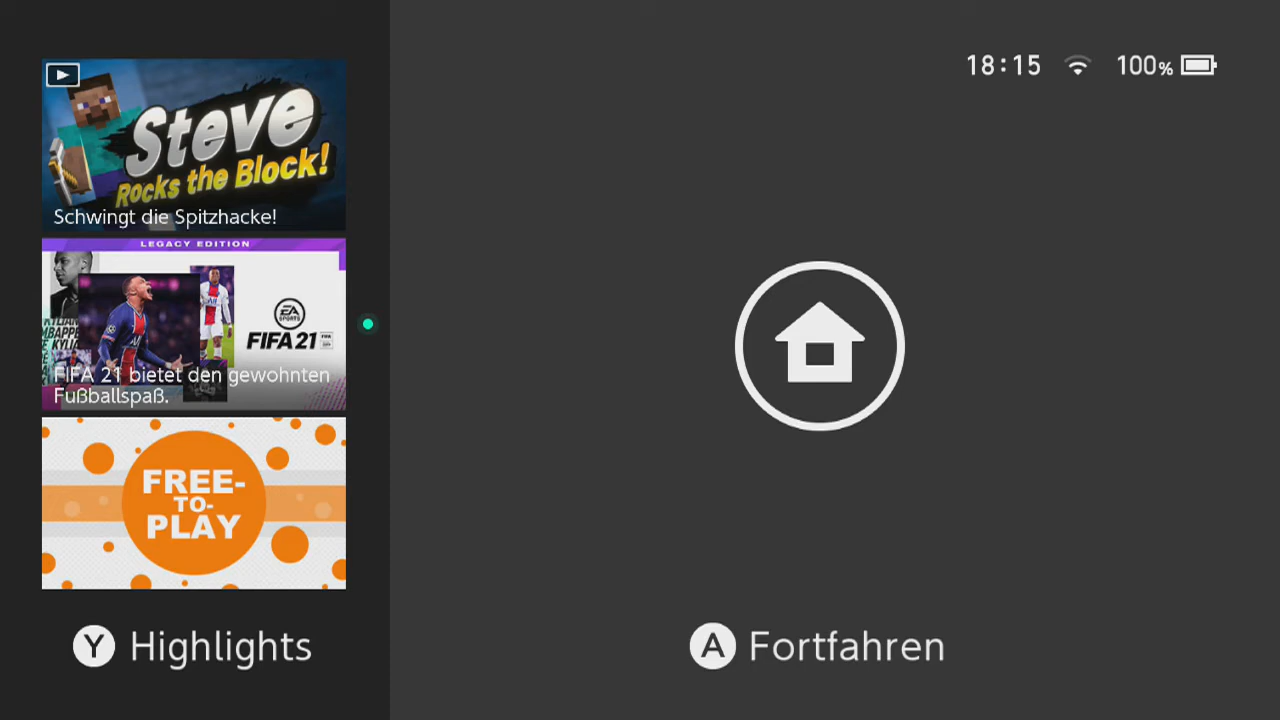 Steve
Rocks the Block!
Schwingt die Spitzhacke!
LEGACY EDITION
EA
SPORTS
FIFA 21
FIFA 21 bietet den gewohnten
Fußballspaß.
FREE-
TO-
PLAY
Y Highlights
18:15 100%
A Fortfahren